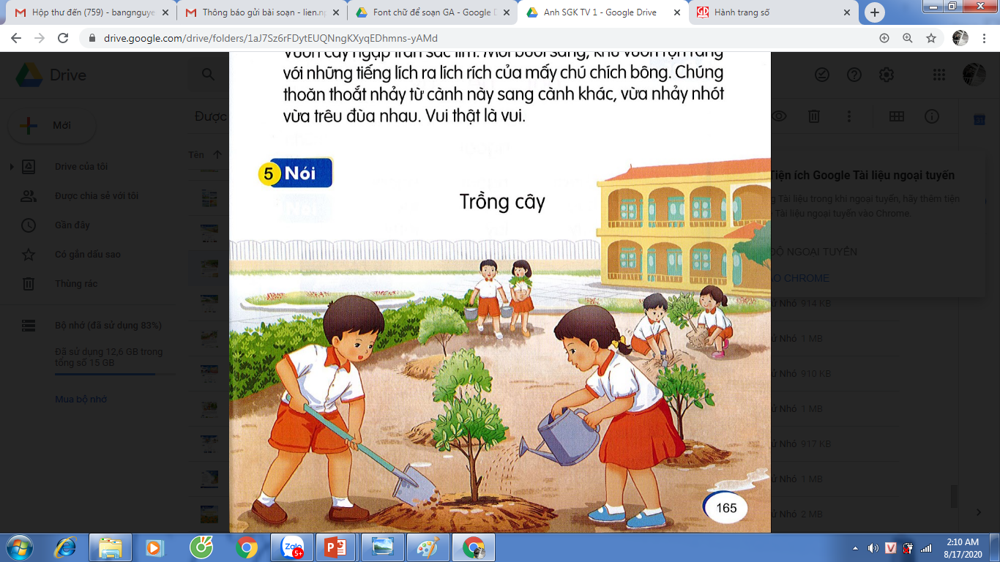 Hộp thư đến (759) - bangnguye
Thông báo gửi bài soạn - lien.n
Font chữ để soạn GA - Google D
Anh SGK TV 1 - Google Drive
Hành trang số
drive.google.com/drive/folders/1aJ7Sz6rFDytEUQNngKXyqEDhmns-yAMd
Drive
Mới
Drive của tôi
Được chia sẻ với tôi
Gần đây
Có gắn dấu sao
Thùng rác
Bộ nhớ (đã sử dụng 83%)
Đã sử dụng 12,6 GB trong
tổng số 15 GB
Mua bộ nhớ
Được
Tên
Vườn cây ngập tràn sắc tím. Mỗi buổi sáng, khu vườn rộn ràng
với những tiếng lích ra lích rích của mấy chú chích bông. Chúng
thoăn thoắt nhảy từ cành này sang cành khác, vừa nhảy nhót
vừa trêu đùa nhau. Vui thật là vui.
5 Nói
Trồng cây
165
Tiện ích Google Tài liệu ngoại tuyến
g Tài liệu trong khi ngoại tuyến, hãy thêm tiện
Tài liệu ngoại tuyến vào Chrome.
ĐỘ NGOẠI TUYẾN
O CHROME
ử Nhỏ 914 KB
ử Nhỏ 1 MB
ử Nhỏ 910 KB
ử Nhỏ 1 MB
ử Nhỏ 917 KB
ử Nhỏ 1 MB
ử Nhỏ 2 MB
Zalo
5+
V
2:10 AM
8/17/2020